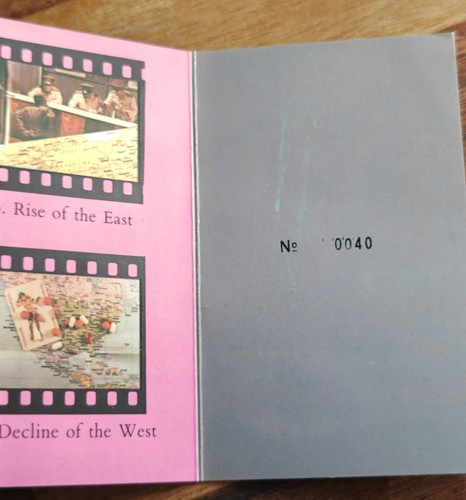 . Rise of the East
Decline of the West
Nº 0040